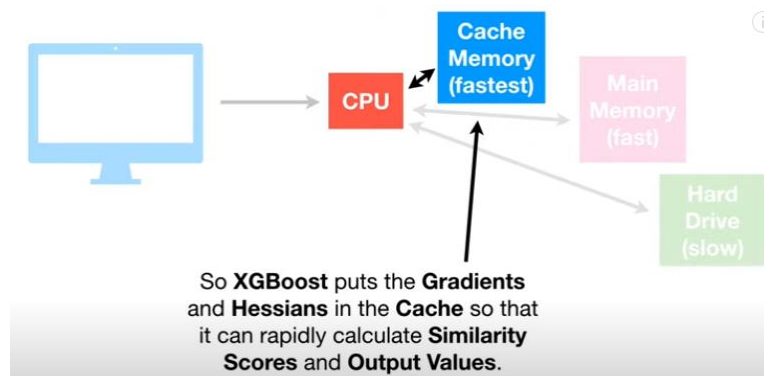 Cache
Memory
(fastest)
CPU
Main
Memory
(fast)
Hard
Drive
(slow)
So XGBoost puts the Gradients
and Hessians in the Cache so that
it can rapidly calculate Similarity
Scores and Output Values.